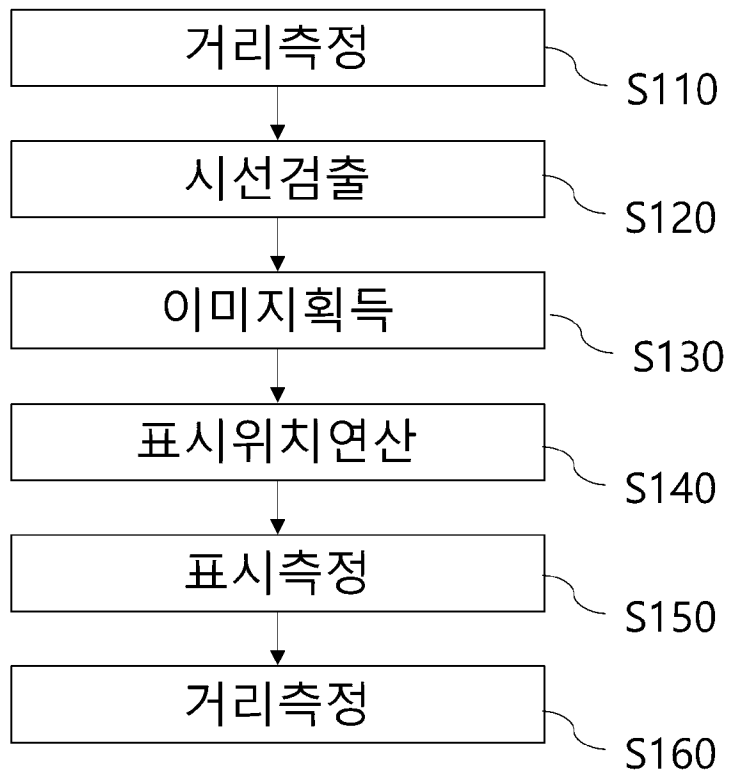 거리측정
S110
시선검출
S120
이미지획득
S130
표시위치연산
S140
표시측정
S150
거리측정
S160